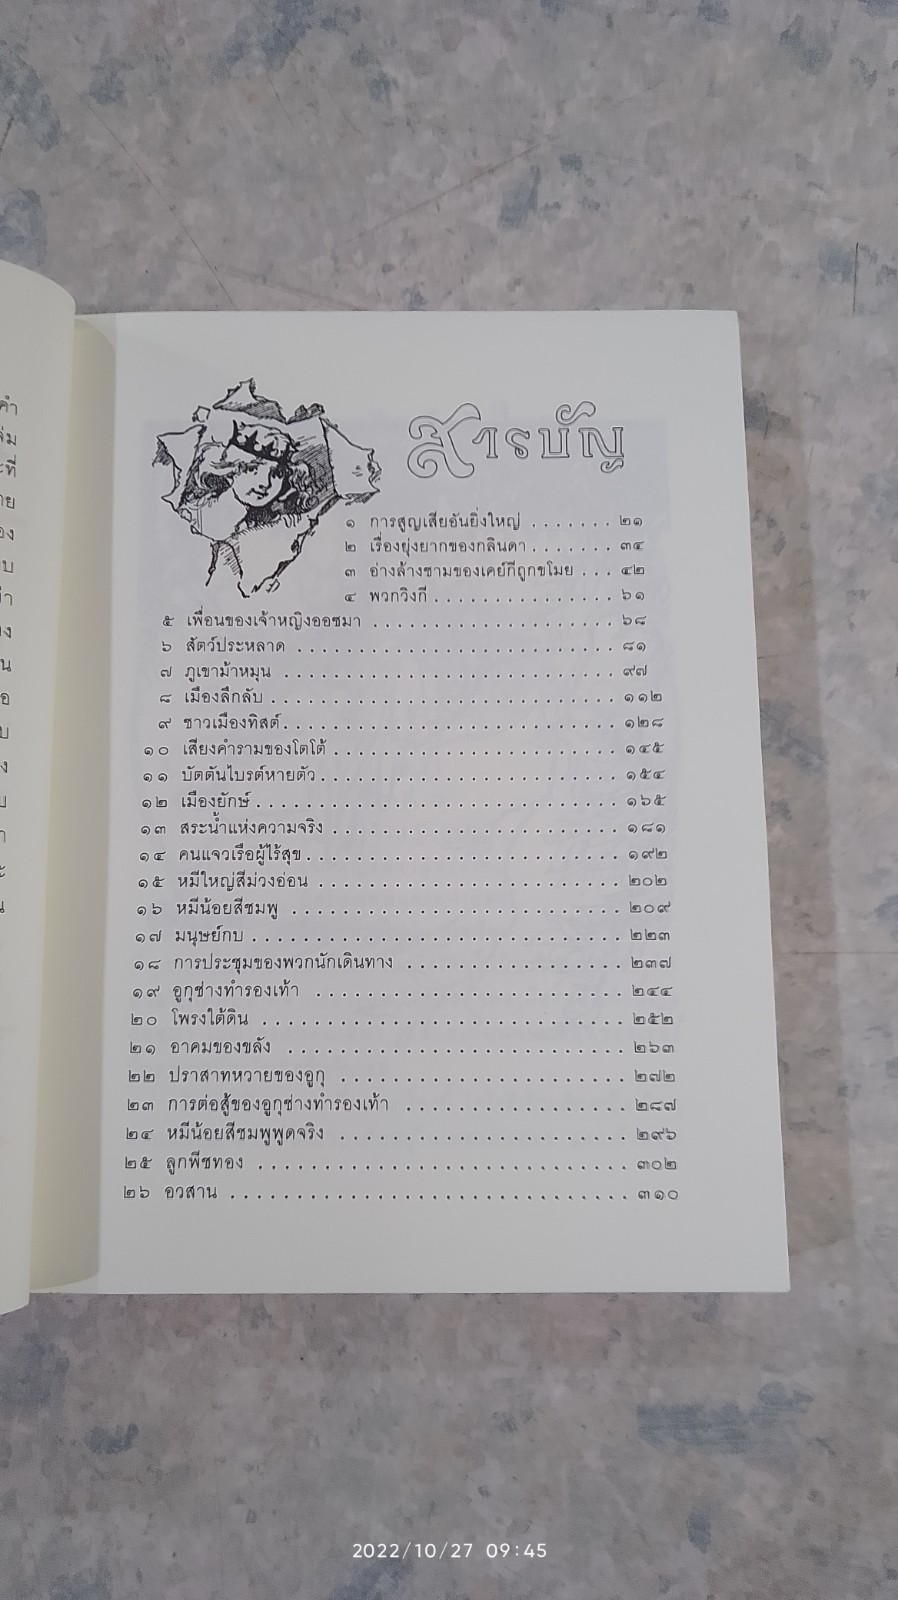 สารบัญ
๑ การสูญเสียอันยิ่งใหญ่ ....... ๒๑
๒ เรื่องยุ่งยากของกลินดา ....... ๓๔
๓ อ่างล้างชามของเคย์กีถูกขโมย ... ๔๒
๔ พวกวิงกี ............... ๖๑
๕ เพื่อนของเจ้าหญิงออซมา ................... ๖๘
๖ สัตว์ประหลาด ......................... ๘๑
๗ ภูเขาม้าหมุน .......................... ๙๗
๘ เมืองลึกลับ ........................... ๑๑๒
๙ ชาวเมืองทิสต์ .......................... ๑๒๘
๑๐ เสียงคำรามของโตโต้ ...................... ๑๔๕
๑๑ บัตตันไบรต์หายตัว ....................... ๑๕๔
๑๒ เมืองยักษ์ ............................ ๑๖๕
๑๓ สระน้ำแห่งความจริง ...................... ๑๘๑
๑๔ คนแจวเรือผู้ไร้สุข ........................ ๑๙๒
๑๕ หมีใหญ่สีม่วงอ่อน ....................... ๒๐๒
๑๖ หมีน้อยสีชมพู ......................... ๒๐๙
๑๗ มนุษย์กบ ............................ ๒๒๓
๑๘ การประชุมของพวกนักเดินทาง ................. ๒๓๗
๑๙ อูกุช่างทำรองเท้า ........................ ๒๔๔
๒๐ โพรงใต้ดิน ............................ ๒๕๒
๒๑ อาคมของขลัง .......................... ๒๖๓
๒๒ ปราสาทหวายของอูกุ ...................... ๒๗๒
๒๓ การต่อสู้ของอูกุช่างทำรองเท้า ................. ๒๘๗
๒๔ หมีน้อยสีชมพูพูดจริง ...................... ๒๙๖
๒๕ ลูกพีชทอง ............................ ๓๐๒
๒๖ อวสาน .............................. ๓๑๐
2022/10/27 09:45